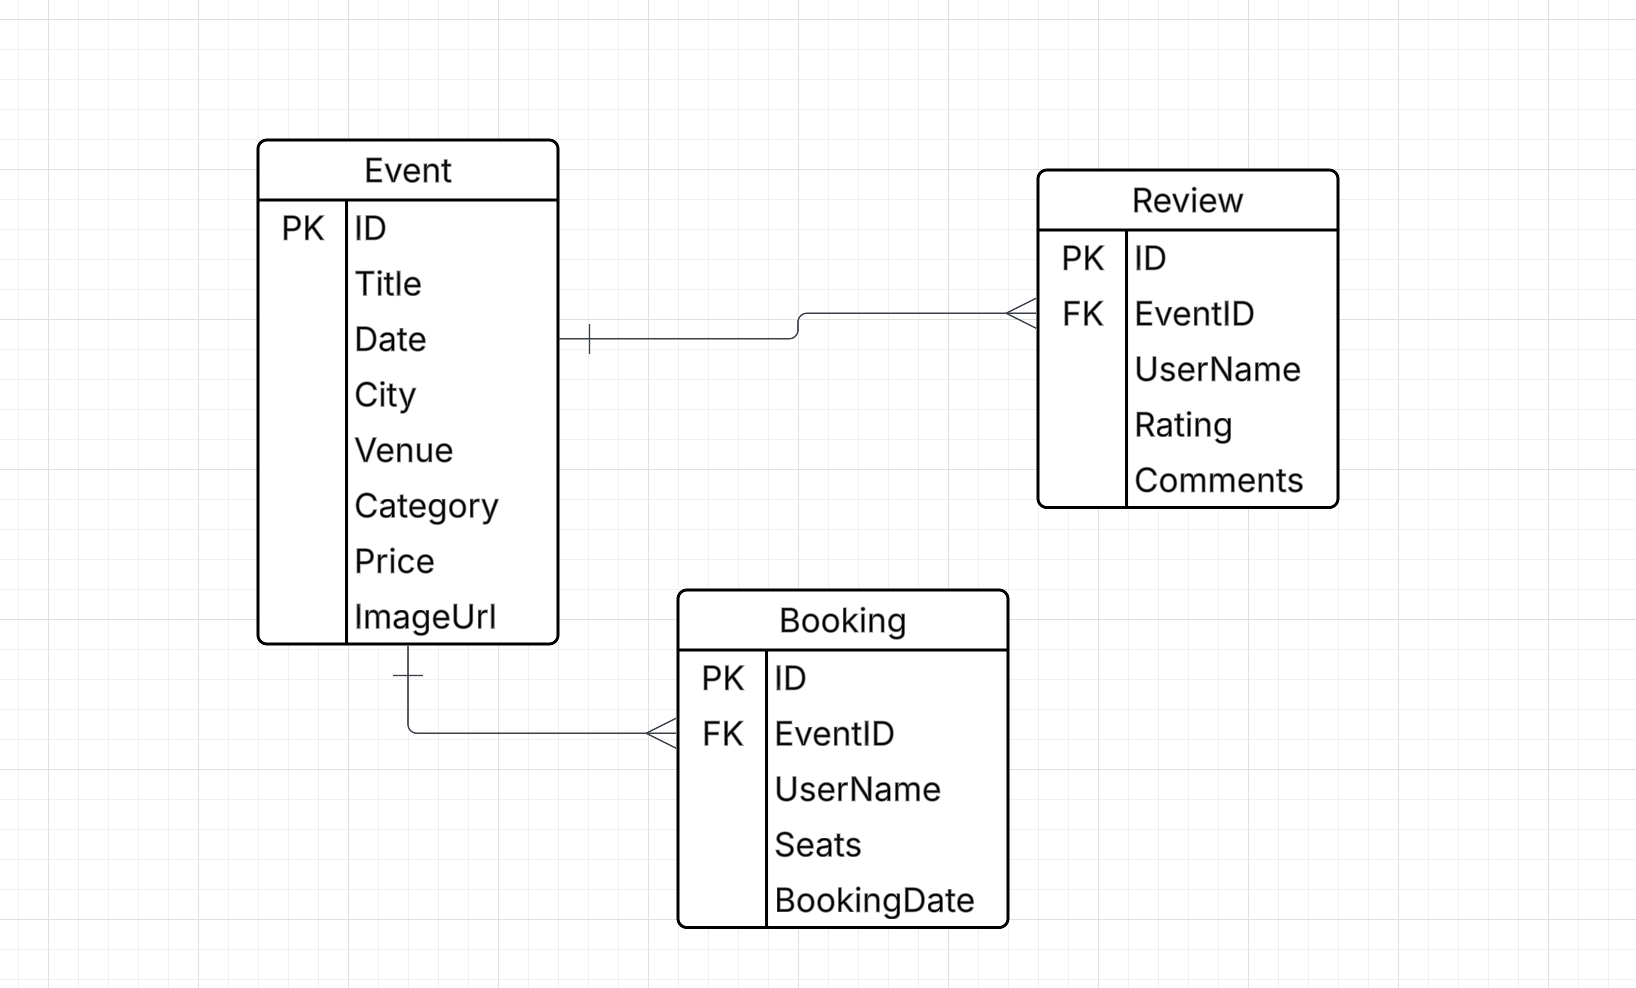 Event
PK ID
Title
Date
City
Venue
Category
Price
ImageUrl
Review
PK ID
FK EventID
UserName
Rating
Comments
Booking
PK ID
FK EventID
UserName
Seats
BookingDate